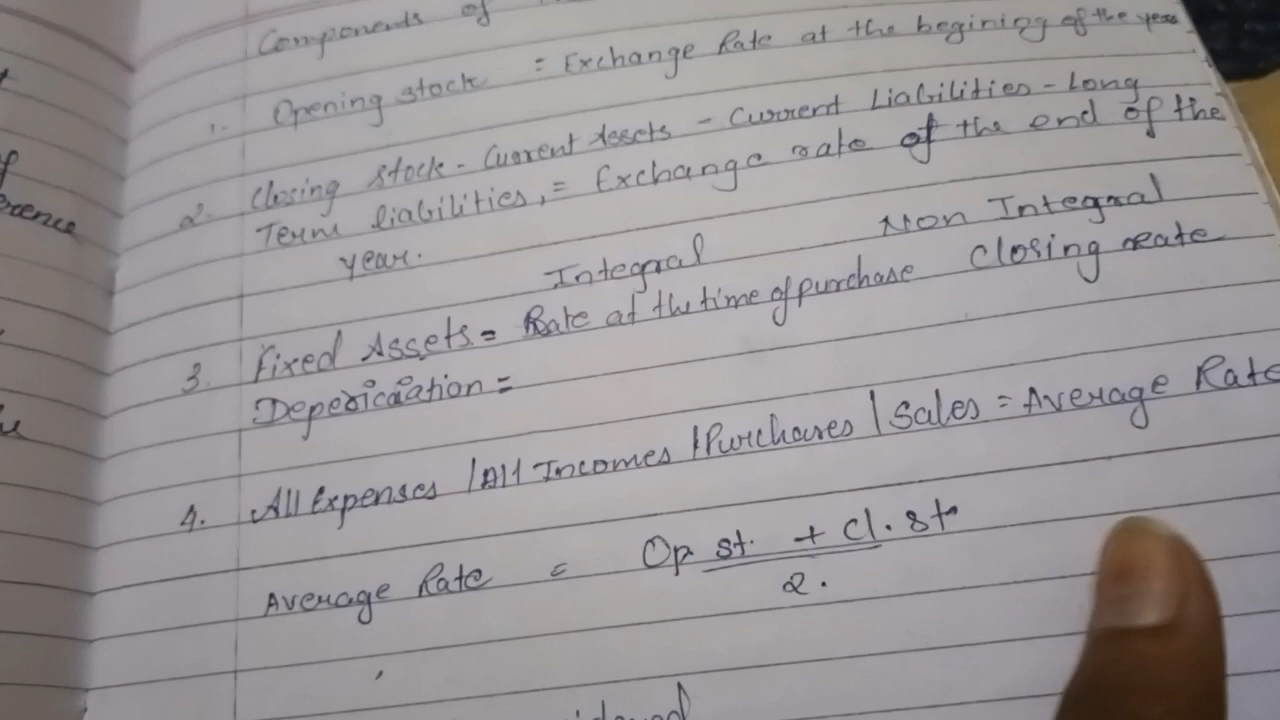 Components of
1. Opening stock = Exchange Rate at the begining of the year
2. Closing stock - Current Assets - Current Liabilities - Long
Term liabilities, = Exchange rate of the end of the
year.
Integral Non Integral
3. Fixed Assets = Rate at the time of purchase Closing rate
Depericiation =
4. All Expenses / All Incomes / Purchases / Sales = Average Rate
Average Rate = Op st. + Cl. st
2.